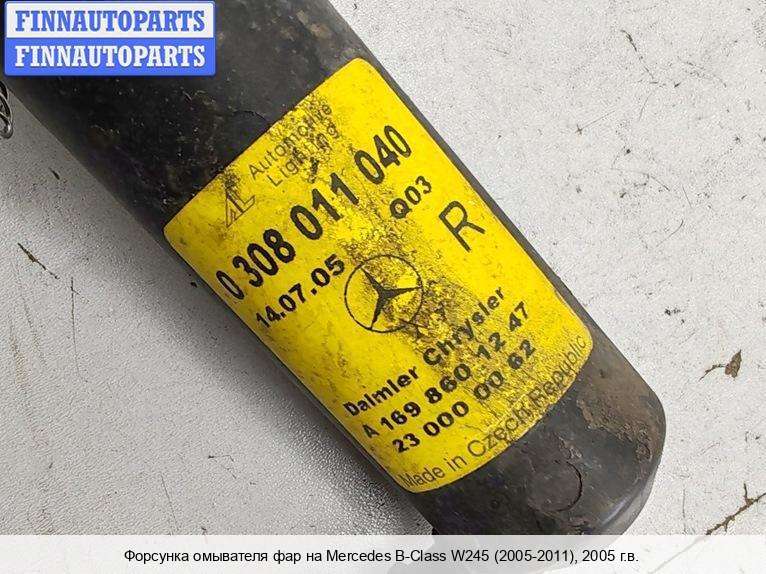 FINNAUTOPARTS
FINNAUTOPARTS
AL Automotive
Lighting
0 308 011 040
14.07.05 Q03
R
Daimler Chrysler
A 169 860 12 47
23 000 00 62
Made in Czech Republic
Форсунка омывателя фар на Mercedes B-Class W245 (2005-2011), 2005 г.в.